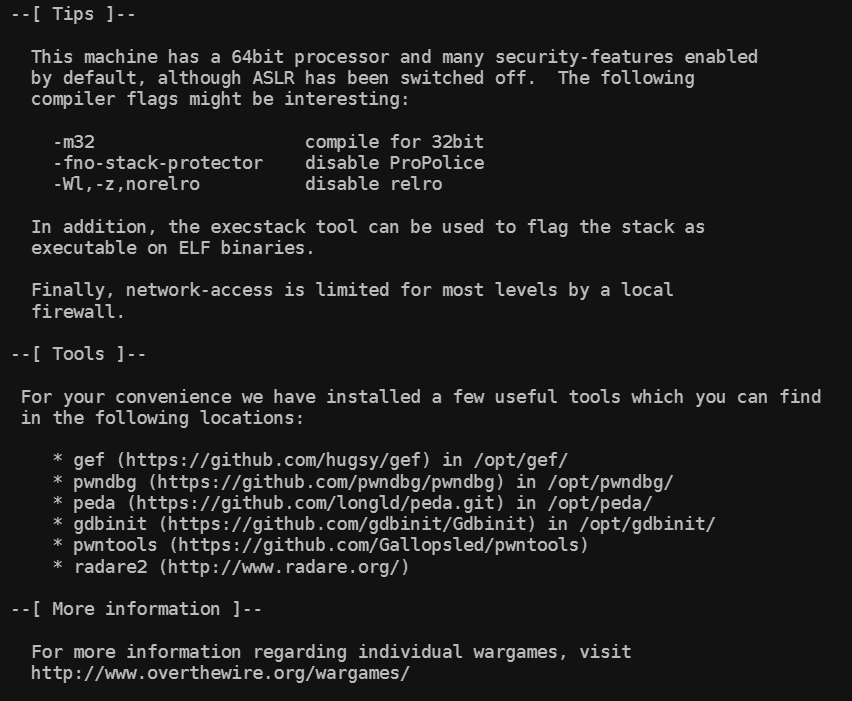 --[ Tips ]--
This machine has a 64bit processor and many security-features enabled
by default, although ASLR has been switched off.  The following
compiler flags might be interesting:
-m32                    compile for 32bit
-fno-stack-protector    disable ProPolice
-Wl,-z,norelro          disable relro
In addition, the execstack tool can be used to flag the stack as
executable on ELF binaries.
Finally, network-access is limited for most levels by a local
firewall.
--[ Tools ]--
For your convenience we have installed a few useful tools which you can find
in the following locations:
* gef (https://github.com/hugsy/gef) in /opt/gef/
* pwndbg (https://github.com/pwndbg/pwndbg) in /opt/pwndbg/
* peda (https://github.com/longld/peda.git) in /opt/peda/
* gdbinit (https://github.com/gdbinit/Gdbinit) in /opt/gdbinit/
* pwntools (https://github.com/Gallopsled/pwntools)
* radare2 (http://www.radare.org/)
--[ More information ]--
For more information regarding individual wargames, visit
http://www.overthewire.org/wargames/